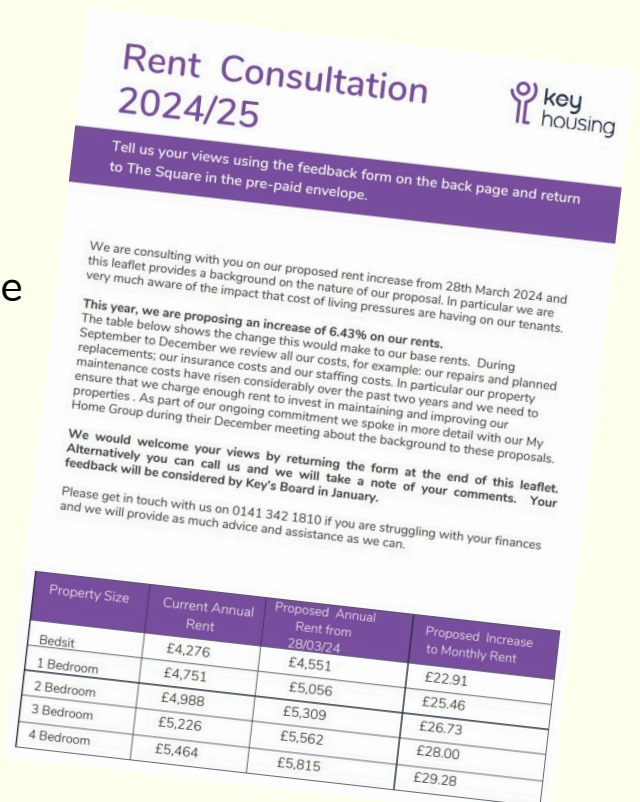 Rent Consultation
2024/25
key
housing
Tell us your views using the feedback form on the back page and return
to The Square in the pre-paid envelope.
e
We are consulting with you on our proposed rent increase from 28th March 2024 and
this leaflet provides a background on the nature of our proposal. In particular we are
very much aware of the impact that cost of living pressures are having on our tenants.
This year, we are proposing an increase of 6.43% on our rents.
The table below shows the change this would make to our base rents. During
September to December we review all our costs, for example: our repairs and planned
replacements; our insurance costs and our staffing costs. In particular our property
maintenance costs have risen considerably over the past two years and we need to
ensure that we charge enough rent to invest in maintaining and improving our
properties . As part of our ongoing commitment we spoke in more detail with our My
Home Group during their December meeting about the background to these proposals.
We would welcome your views by returning the form at the end of this leaflet.
Alternatively you can call us and we will take a note of your comments. Your
feedback will be considered by Key's Board in January.
Please get in touch with us on 0141 342 1810 if you are struggling with your finances
and we will provide as much advice and assistance as we can.
Property Size Current Annual Rent Proposed Annual Rent from 28/03/24 Proposed Increase to Monthly Rent
Bedsit £4,276 £4,551 £22.91
1 Bedroom £4,751 £5,056 £25.46
2 Bedroom £4,988 £5,309 £26.73
3 Bedroom £5,226 £5,562 £28.00
4 Bedroom £5,464 £5,815 £29.28